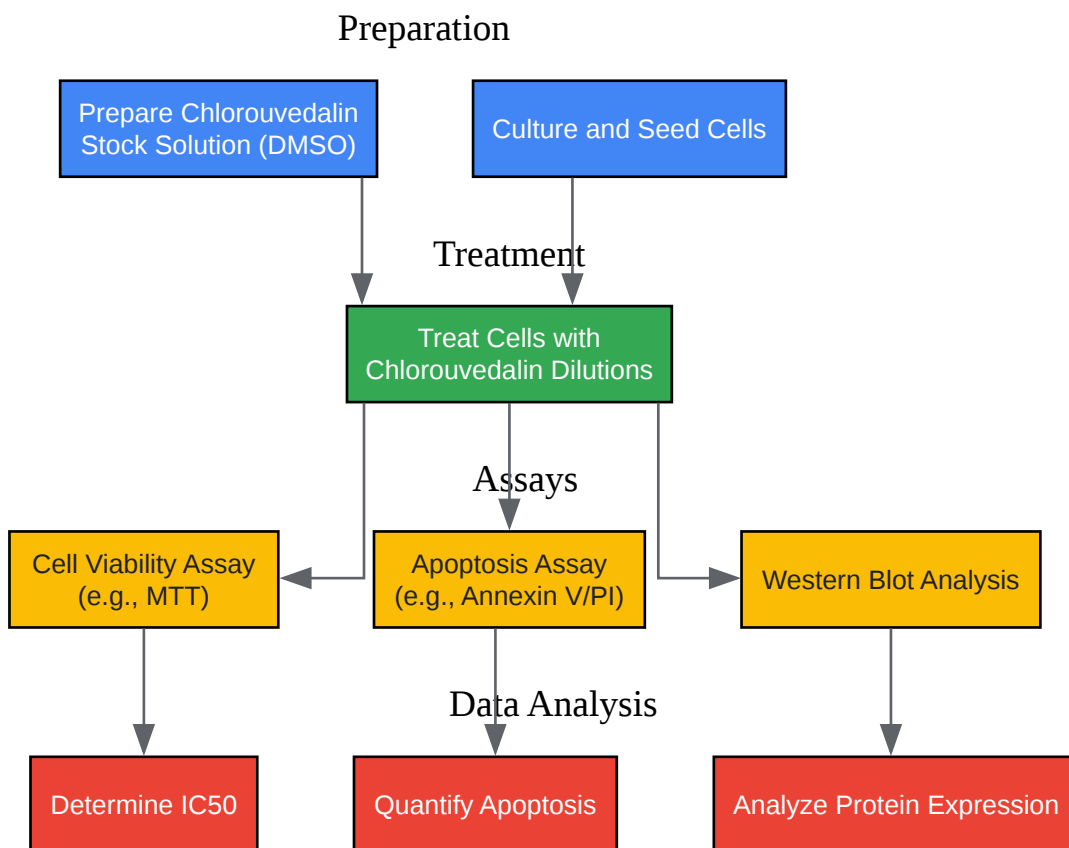 Preparation
Prepare Chlorouvedalin
Stock Solution (DMSO)
Culture and Seed Cells
Treatment
Treat Cells with
Chlorouvedalin Dilutions
Assays
Cell Viability Assay
(e.g., MTT)
Apoptosis Assay
(e.g., Annexin V/PI)
Western Blot Analysis
Data Analysis
Determine IC50
Quantify Apoptosis
Analyze Protein Expression